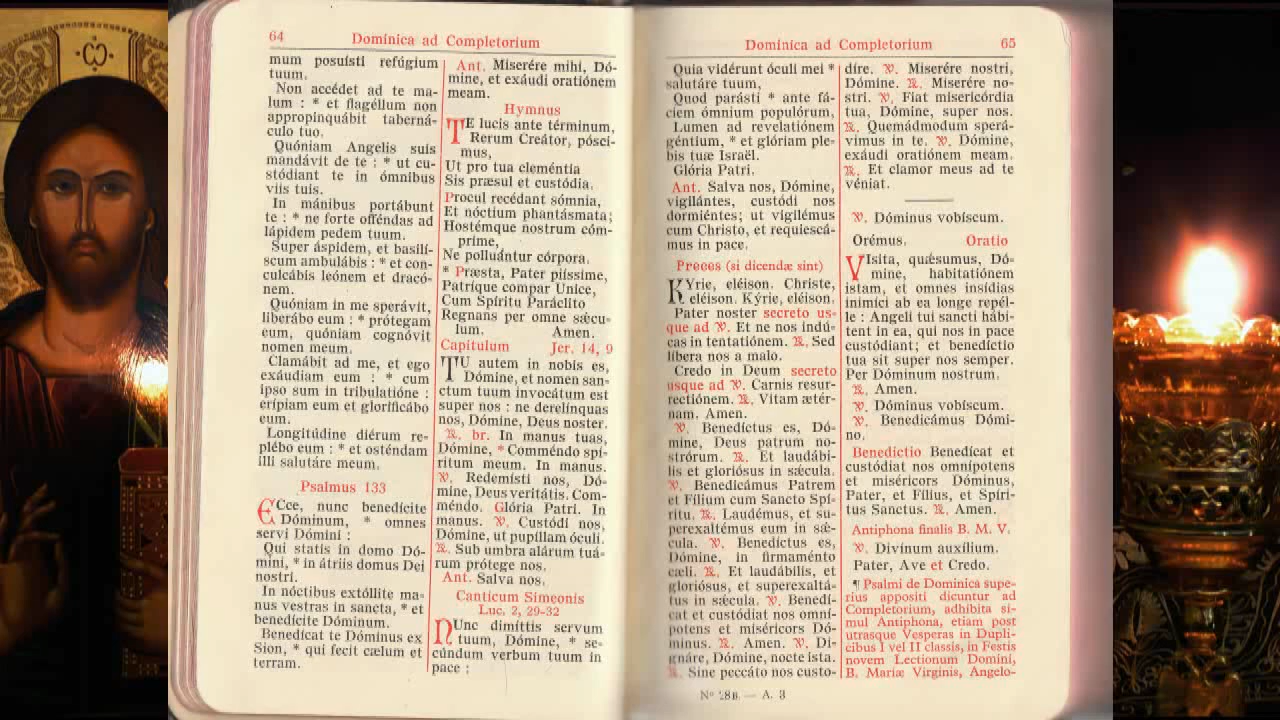 64
Dominica ad Completorium
mum posuísti refúgium
tuum.
Non accédet ad te ma-
lum : * et flagéllum non
appropinquábit taberná-
culo tuo.
Quóniam Angelis suis
mandávit de te : * ut cu-
stódiant te in ómnibus
viis tuis.
In mánibus portábunt
te : * ne forte offéndas ad
lápidem pedem tuum.
Super áspidem, et basilí-
scum ambulábis : * et con-
culcábis leónem et dracó-
nem.
Quóniam in me sperávit,
liberábo eum : * prótegam
eum, quóniam cognóvit
nomen meum.
Clamábit ad me, et ego
exáudiam eum : * cum
ipso sum in tribulatióne :
erípiam eum et glorificábo
eum.
Longitúdine diérum re-
plébo eum : * et osténdam
illi salutáre meum.
Psalmus 133
ECce, nunc benedícite
Dóminum, * omnes
servi Dómini :
Qui statis in domo Dó-
mini, * in átriis domus Dei
nostri.
In nóctibus extóllite ma-
nus vestras in sancta, * et
benedícite Dóminum.
Benedícat te Dóminus ex
Sion, * qui fecit cælum et
terram.
Ant. Miserére mihi, Dó-
mine, et exáudi oratiónem
meam.
Hymnus
TE lucis ante términum,
Rerum Creátor, pósci-
mus,
Ut pro tua cleméntia
Sis præsul et custódia.
Procul recédant sómnia,
Et nóctium phantásmata;
Hostémque nostrum cóm-
prime,
Ne polluántur córpora.
* Præsta, Pater piíssime,
Patríque compar Unice,
Cum Spíritu Paráclito
Regnans per omne sǽcu-
lum. Amen.
Capitulum Jer. 14, 9
TU autem in nobis es,
Dómine, et nomen san-
ctum tuum invocátum est
super nos : ne derelínquas
nos, Dómine, Deus noster.
℟. br. In manus tuas,
Dómine, * Comméndo spí-
ritum meum. In manus.
℣. Redemísti nos, Dó-
mine, Deus veritátis. Com-
méndo. Glória Patri. In
manus. ℣. Custódi nos,
Dómine, ut pupíllam óculi.
℟. Sub umbra alárum tuá-
rum prótege nos.
Ant. Salva nos.
Canticum Simeonis
Luc. 2, 29-32
NUnc dimíttis servum
tuum, Dómine, * se-
cúndum verbum tuum in
pace :
Dominica ad Completorium
65
Quia vidérunt óculi mei *
salutáre tuum,
Quod parásti * ante fá-
ciem ómnium populórum,
Lumen ad revelatiónem
géntium, * et glóriam ple-
bis tuæ Israël.
Glória Patri.
Ant. Salva nos, Dómine,
vigilántes, custódi nos
dormiéntes; ut vigilémus
cum Christo, et requiescá-
mus in pace.
Preces (si dicendæ sint)
KYrie, eléison. Christe,
eléison. Kýrie, eléison.
Pater noster secreto us-
que ad ℣. Et ne nos indú-
cas in tentatiónem. ℟. Sed
líbera nos a malo.
Credo in Deum secreto
usque ad ℣. Carnis resur-
rectiónem. ℟. Vitam ætér-
nam. Amen.
℣. Benedíctus es, Dó-
mine, Deus patrum no-
strórum. ℟. Et laudábi-
lis et gloriósus in sǽcula.
℣. Benedicámus Patrem
et Fílium cum Sancto Spí-
ritu. ℟. Laudémus, et su-
perexaltémus eum in sǽ-
cula. ℣. Benedíctus es,
Dómine, in firmaménto
cæli. ℟. Et laudábilis, et
gloriósus, et superexaltá-
tus in sǽcula. ℣. Benedí-
cat et custódiat nos omní-
potens et miséricors Dó-
minus. ℟. Amen. ℣. Di-
gnáre, Dómine, nocte ista.
℟. Sine peccáto nos custo-
díre. ℣. Miserére nostri,
Dómine. ℟. Miserére no-
stri. ℣. Fiat misericórdia
tua, Dómine, super nos.
℟. Quemádmodum sperá-
vimus in te. ℣. Dómine,
exáudi oratiónem meam.
℟. Et clamor meus ad te
véniat.
℣. Dóminus vobíscum.
Orémus. Oratio
VIsita, quǽsumus, Dó-
mine, habitatiónem
istam, et omnes insídias
inimíci ab ea longe repél-
le : Angeli tui sancti hábi-
tent in ea, qui nos in pace
custódiant; et benedíctio
tua sit super nos semper.
Per Dóminum nostrum.
℟. Amen.
℣. Dóminus vobíscum.
℣. Benedicámus Dómi-
no.
Benedictio Benedícat et
custódiat nos omnípotens
et miséricors Dóminus,
Pater, et Fílius, et Spíri-
tus Sanctus. ℟. Amen.
Antiphona finalis B. M. V.
℣. Divínum auxílium.
Pater, Ave et Credo.
¶ Psalmi de Dominica supe-
rius appositi dicuntur ad
Completorium, adhibita si-
mul Antiphona, etiam post
utrasque Vesperas in Dupli-
cibus I vel II classis, in Festis
novem Lectionum Domini,
B. Mariæ Virginis, Angelo-
Nº 28B. — A. 3